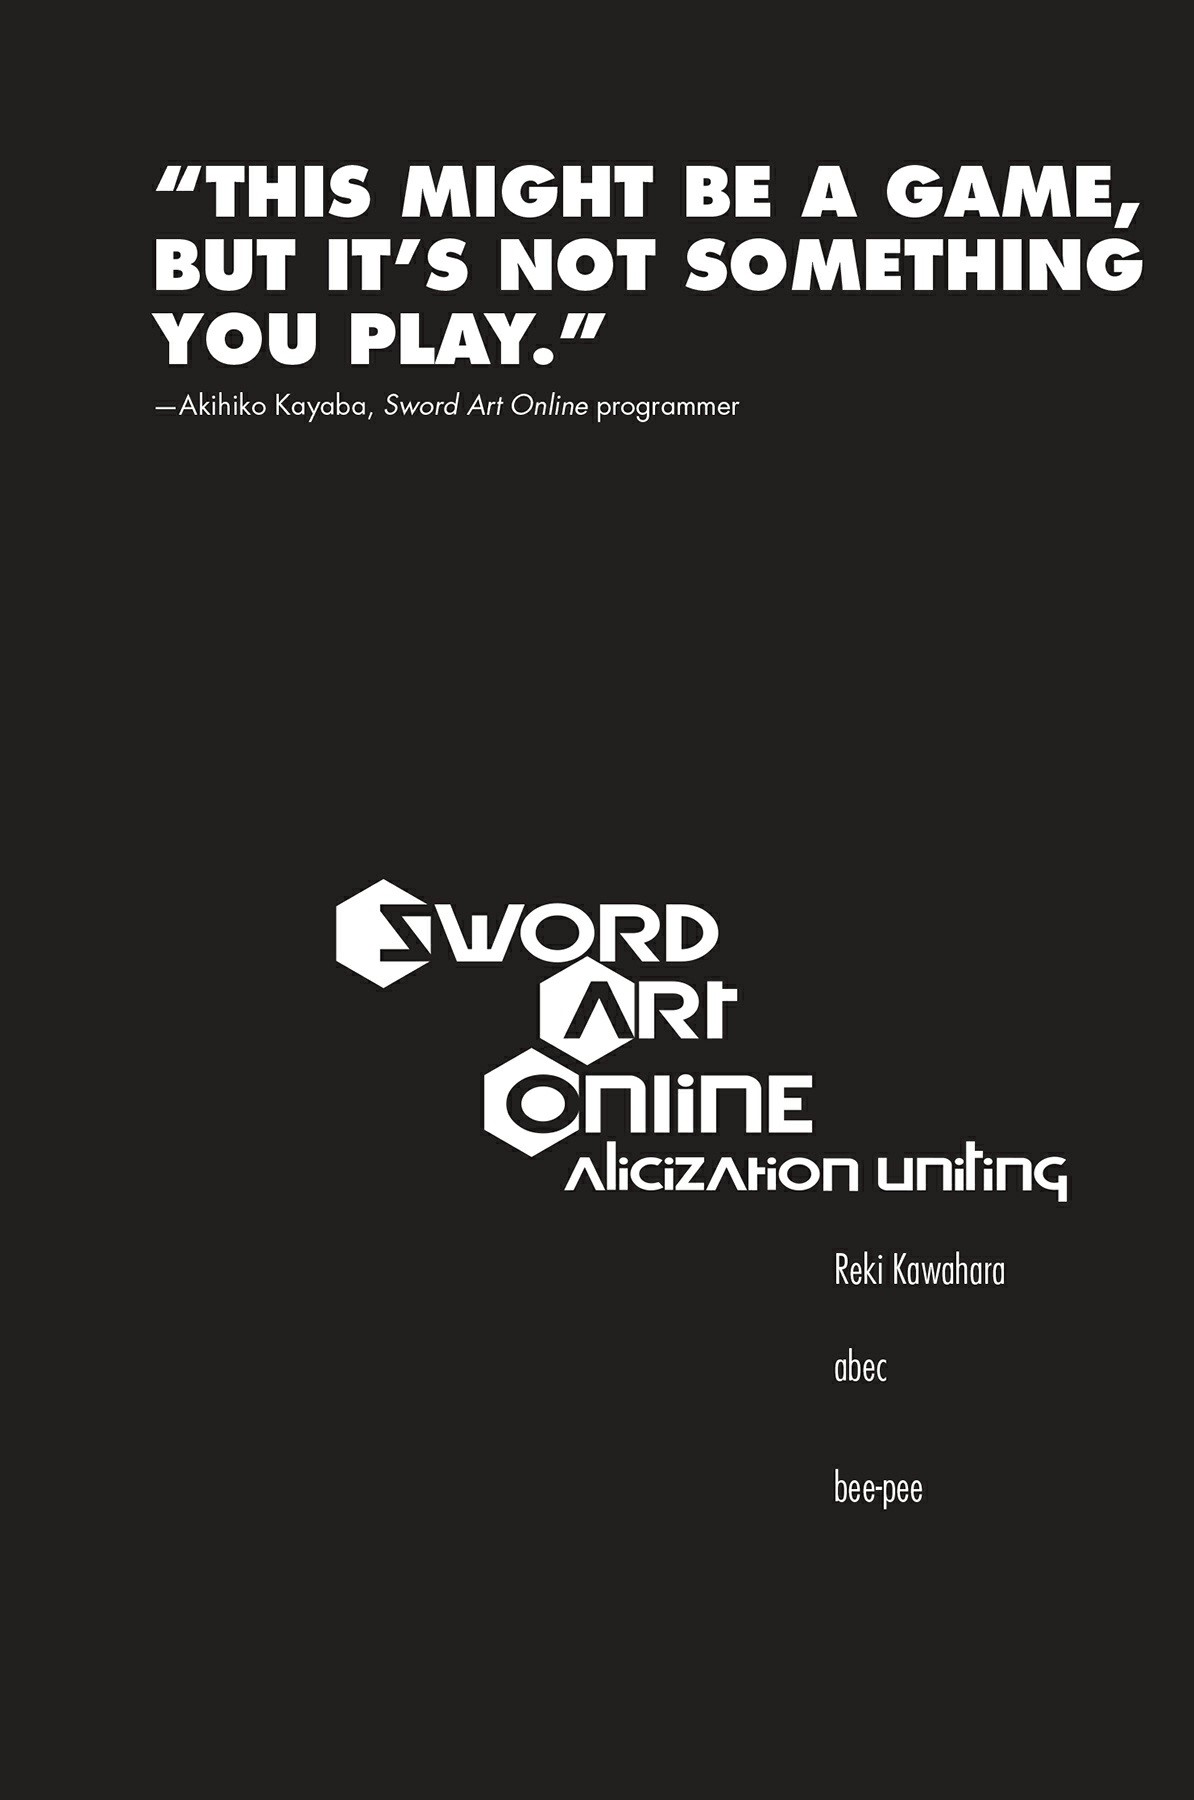 “THIS MIGHT BE A GAME,
BUT IT’S NOT SOMETHING
YOU PLAY.”
—Akihiko Kayaba, Sword Art Online programmer
SWORD
ART
ONLINE
ALICIZATION UNITING
Reki Kawahara
abec
bee-pee